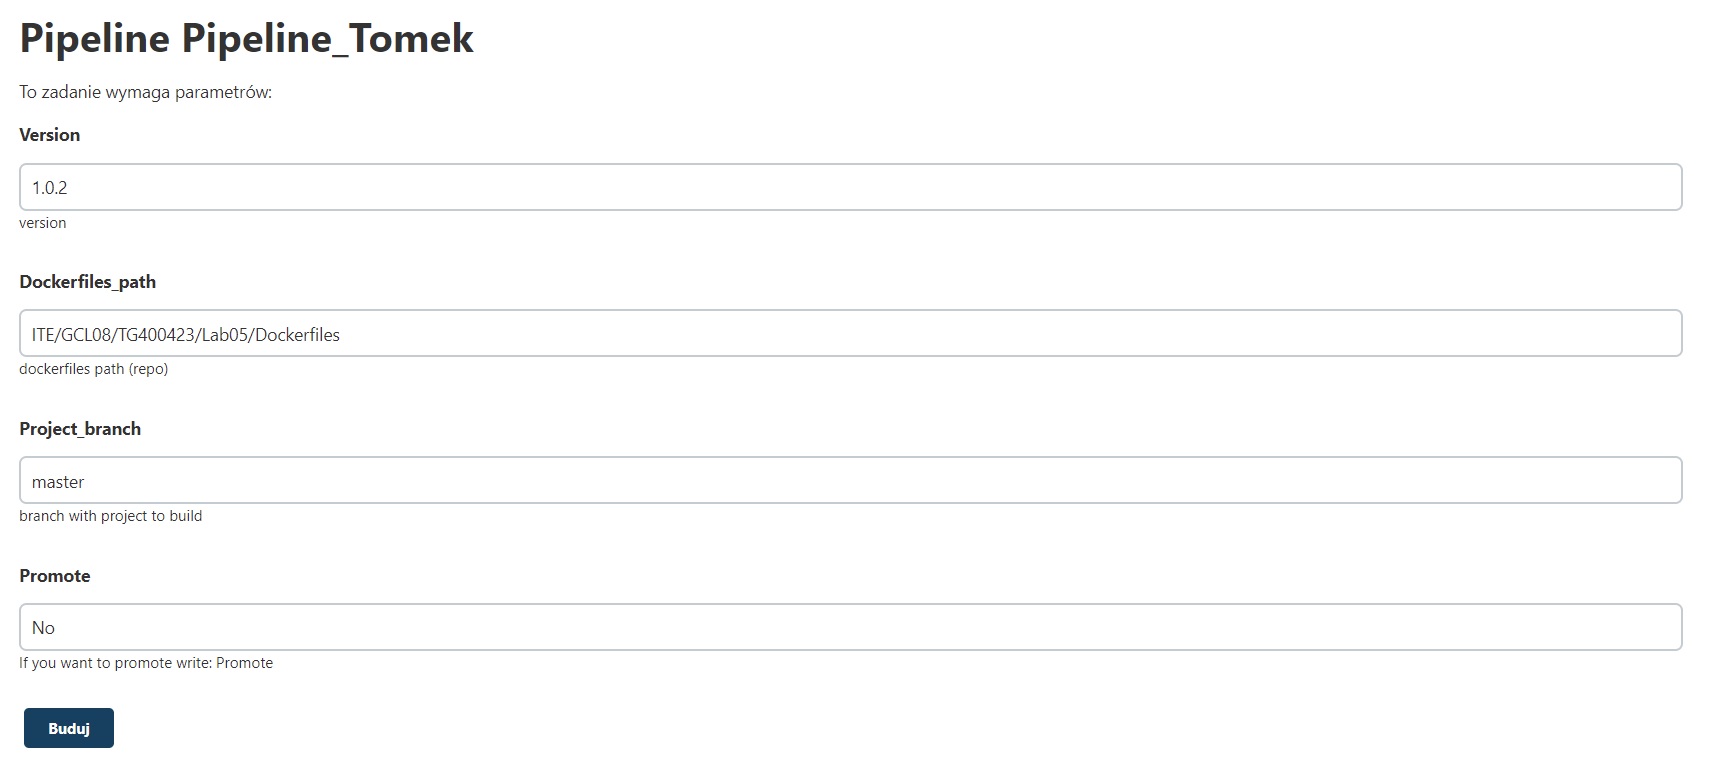 Pipeline Pipeline_Tomek
To zadanie wymaga parametrów:
Version
1.0.2
version
Dockerfiles_path
ITE/GCL08/TG400423/Lab05/Dockerfiles
dockerfiles path (repo)
Project_branch
master
branch with project to build
Promote
No
If you want to promote write: Promote
Buduj